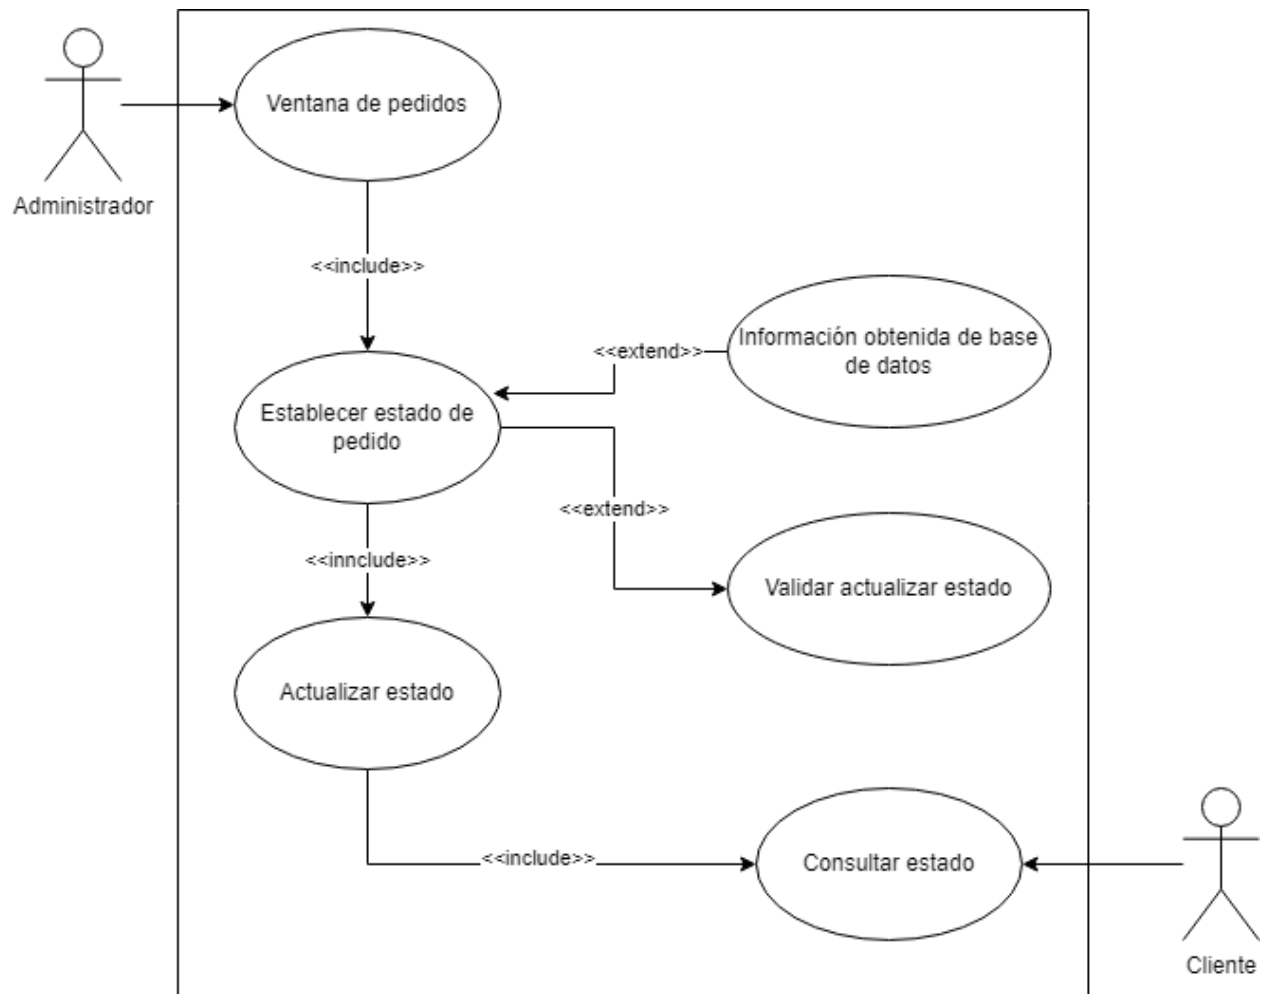 Ventana de pedidos
Administrador
<<include>>
Información obtenida de base
de datos
<<extend>>
Establecer estado de
pedido
<<extend>>
<<innclude>>
Validar actualizar estado
Actualizar estado
<<include>>
Consultar estado
Cliente